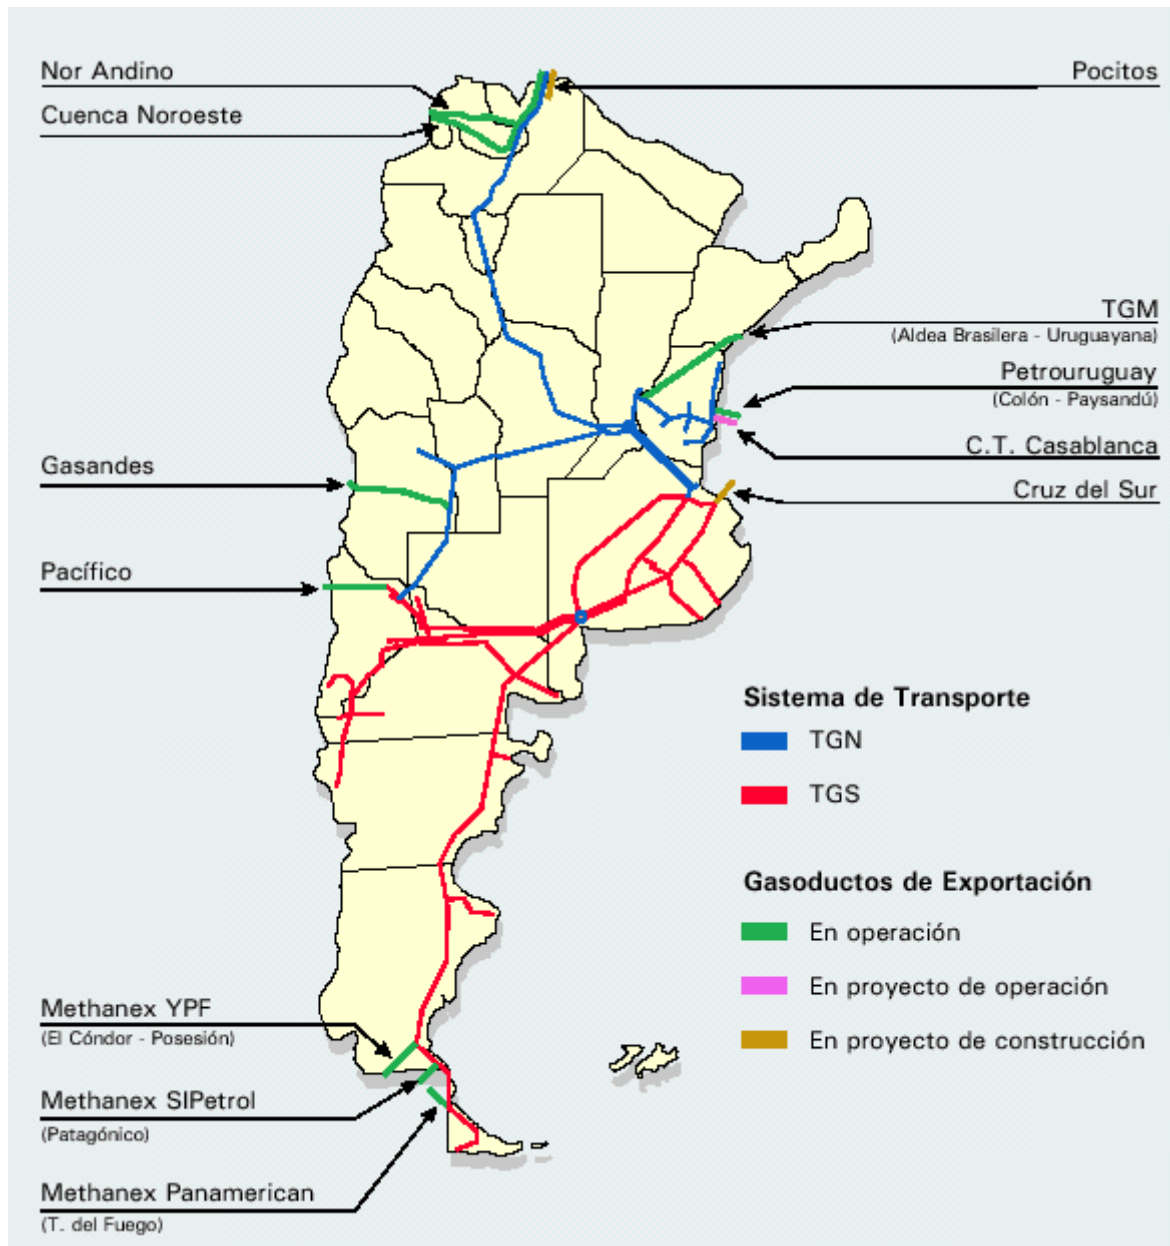 Nor Andino
Pocitos
Cuenca Noroeste
TGM
(Aldea Brasilera - Uruguayana)
Petrouruguay
(Colón - Paysandú)
C.T. Casablanca
Gasandes
Cruz del Sur
Pacífico
Sistema de Transporte
TGN
TGS
Gasoductos de Exportación
En operación
En proyecto de operación
En proyecto de construcción
Methanex YPF
(El Cóndor - Posesión)
Methanex SIPetrol
(Patagónico)
Methanex Panamerican
(T. del Fuego)